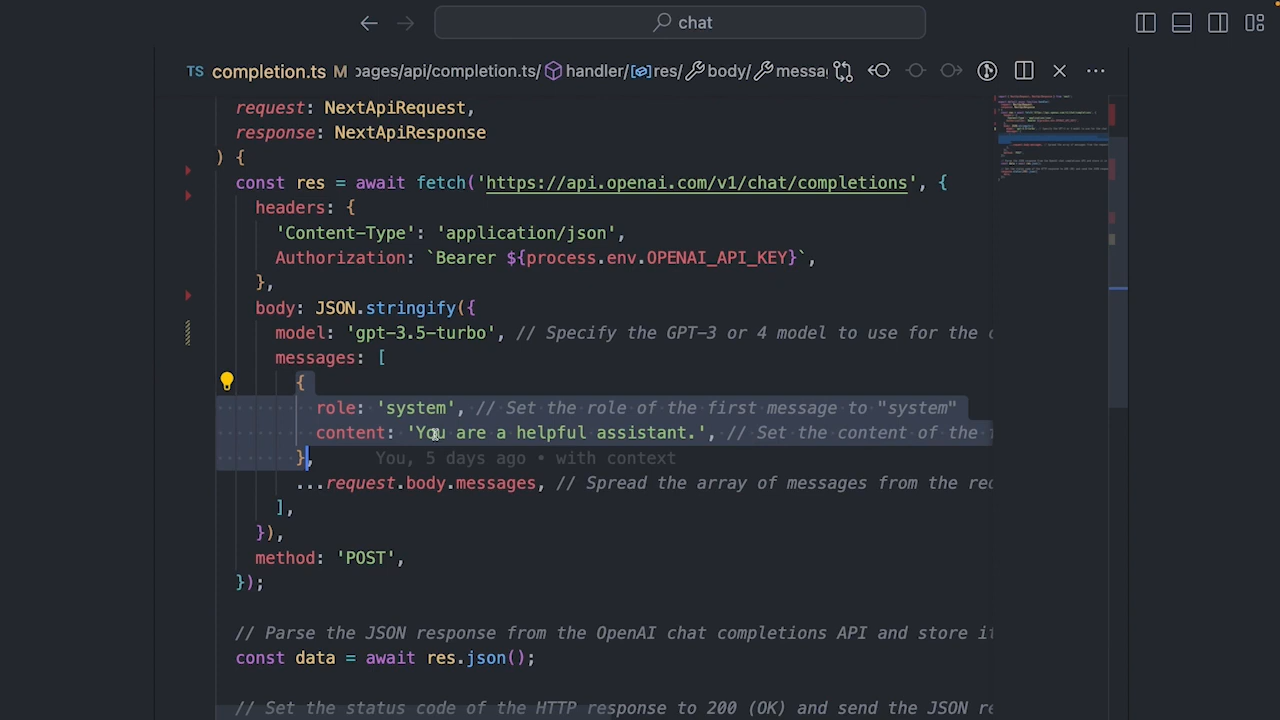 chat
TS completion.ts M pages/api/completion.ts/ handler/ res/ body/ messa
request: NextApiRequest,
response: NextApiResponse
) {
const res = await fetch('https://api.openai.com/v1/chat/completions', {
headers: {
'Content-Type': 'application/json',
Authorization: `Bearer ${process.env.OPENAI_API_KEY}`,
},
body: JSON.stringify({
model: 'gpt-3.5-turbo', // Specify the GPT-3 or 4 model to use for the
messages: [
{
role: 'system', // Set the role of the first message to "system"
content: 'You are a helpful assistant.', // Set the content of the
}, You, 5 days ago • with context
...request.body.messages, // Spread the array of messages from the
],
}),
method: 'POST',
});
// Parse the JSON response from the OpenAI chat completions API and store
const data = await res.json();
// Set the status code of the HTTP response to 200 (OK) and send the JSON